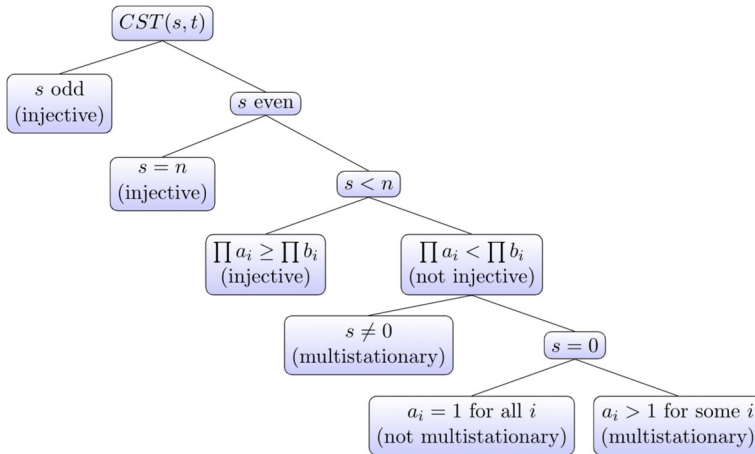 CST(s, t)
s odd
(injective)
s even
s = n
(injective)
s < n
∏ a_i ≥ ∏ b_i
(injective)
∏ a_i < ∏ b_i
(not injective)
s ≠ 0
(multistationary)
s = 0
a_i = 1 for all i
(not multistationary)
a_i > 1 for some i
(multistationary)